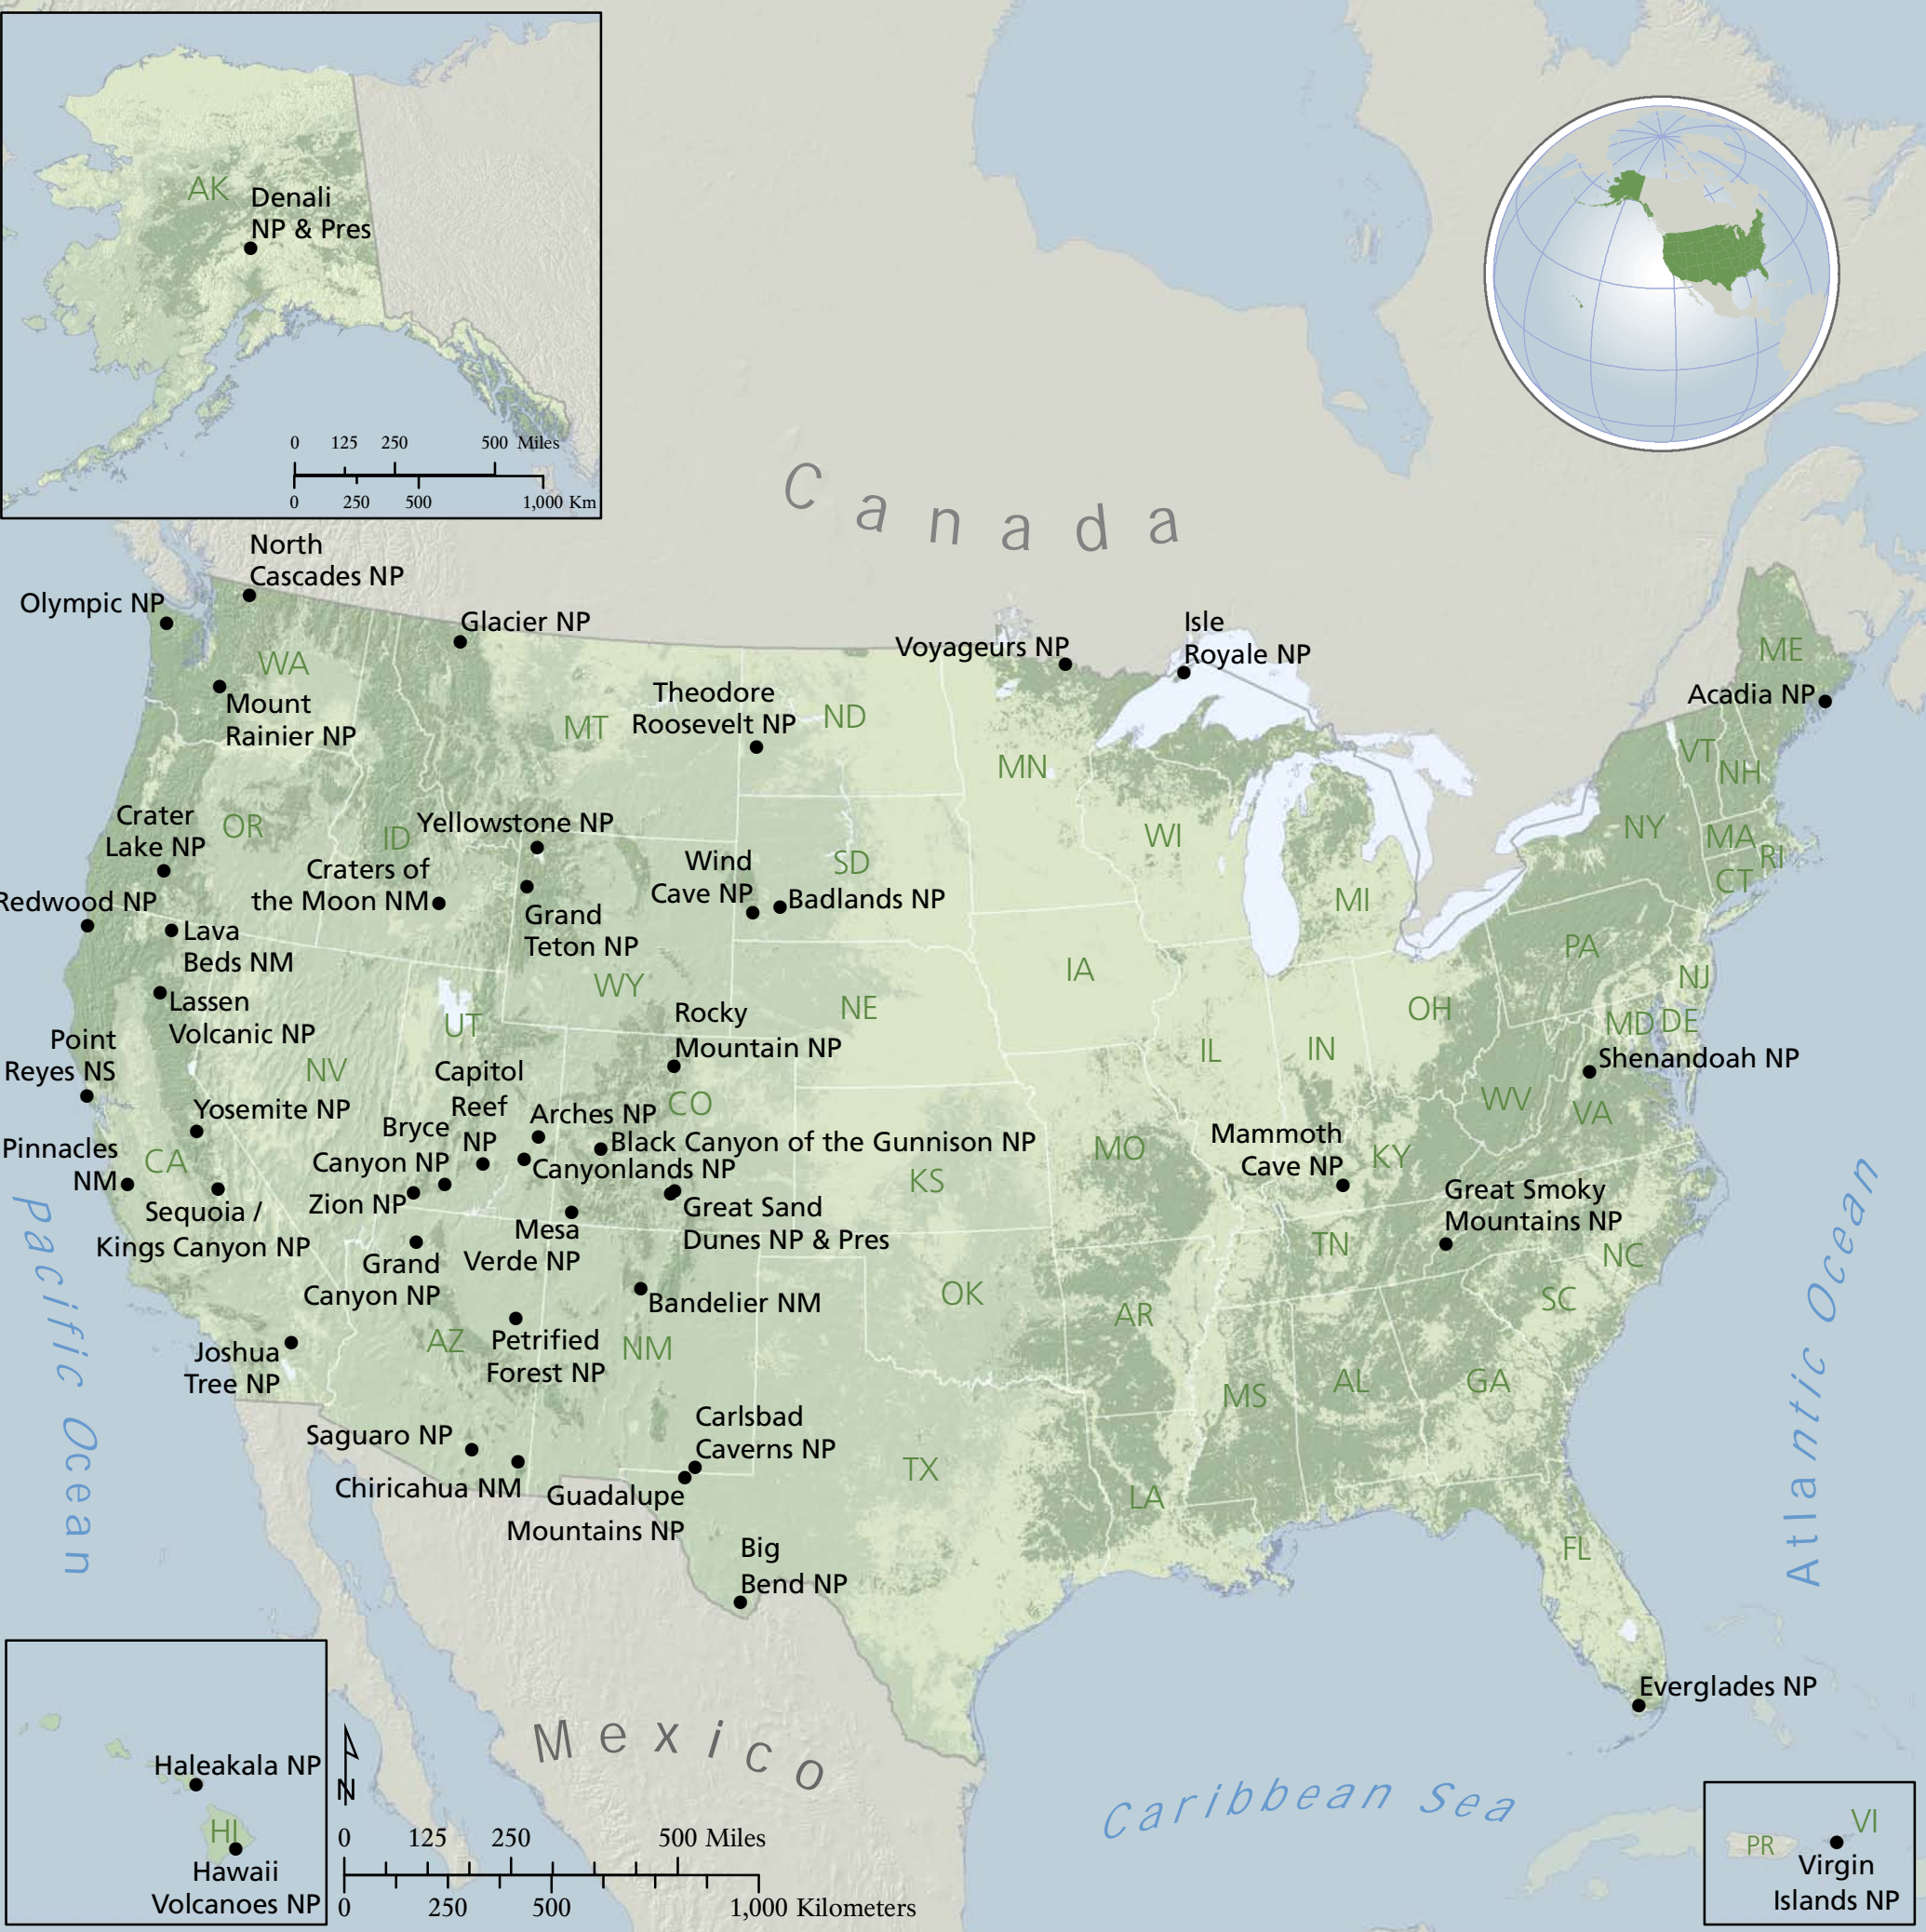 AK
Denali
NP & Pres
0 125 250 500 Miles
0 250 500 1,000 Km
Canada
North
Cascades NP
Olympic NP
Glacier NP
WA
Mount
Rainier NP
MT
Theodore
Roosevelt NP
ND
Voyageurs NP
Isle
Royale NP
MN
ME
Acadia NP
VT
NH
Crater
Lake NP
OR
ID
Yellowstone NP
Craters of
the Moon NM
Wind
Cave NP
SD
Badlands NP
WI
MI
NY
MA
RI
CT
Redwood NP
Lava
Beds NM
Grand
Teton NP
WY
IA
PA
NJ
Lassen
Volcanic NP
UT
Rocky
Mountain NP
NE
OH
MD
DE
Point
Reyes NS
NV
Capitol
Reef
NP
IL
IN
Shenandoah NP
Yosemite NP
Bryce
Canyon NP
Arches NP
CO
Black Canyon of the Gunnison NP
WV
VA
Pinnacles
NM
CA
Canyonlands NP
MO
Mammoth
Cave NP
KY
Sequoia /
Kings Canyon NP
Zion NP
Mesa
Verde NP
Great Sand
Dunes NP & Pres
KS
Great Smoky
Mountains NP
TN
NC
Grand
Canyon NP
Bandelier NM
OK
AR
SC
Pacific Ocean
Joshua
Tree NP
AZ
Petrified
Forest NP
NM
MS
AL
GA
Atlantic Ocean
Saguaro NP
Chiricahua NM
Carlsbad
Caverns NP
TX
LA
Guadalupe
Mountains NP
Big
Bend NP
FL
Everglades NP
Mexico
Caribbean Sea
Haleakala NP
HI
Hawaii
Volcanoes NP
N
0 125 250 500 Miles
0 250 500 1,000 Kilometers
PR
VI
Virgin
Islands NP